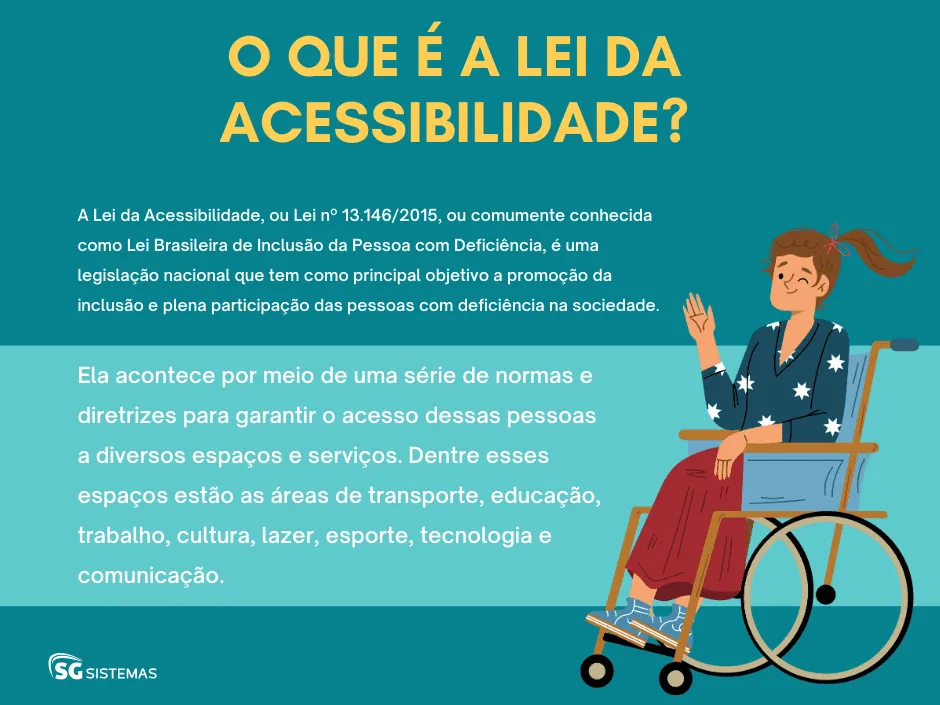 O QUE É A LEI DA
ACESSIBILIDADE?
A Lei da Acessibilidade, ou Lei nº 13.146/2015, ou comumente conhecida
como Lei Brasileira de Inclusão da Pessoa com Deficiência, é uma
legislação nacional que tem como principal objetivo a promoção da
inclusão e plena participação das pessoas com deficiência na sociedade.
Ela acontece por meio de uma série de normas e
diretrizes para garantir o acesso dessas pessoas
a diversos espaços e serviços. Dentre esses
espaços estão as áreas de transporte, educação,
trabalho, cultura, lazer, esporte, tecnologia e
comunicação.
SG SISTEMAS